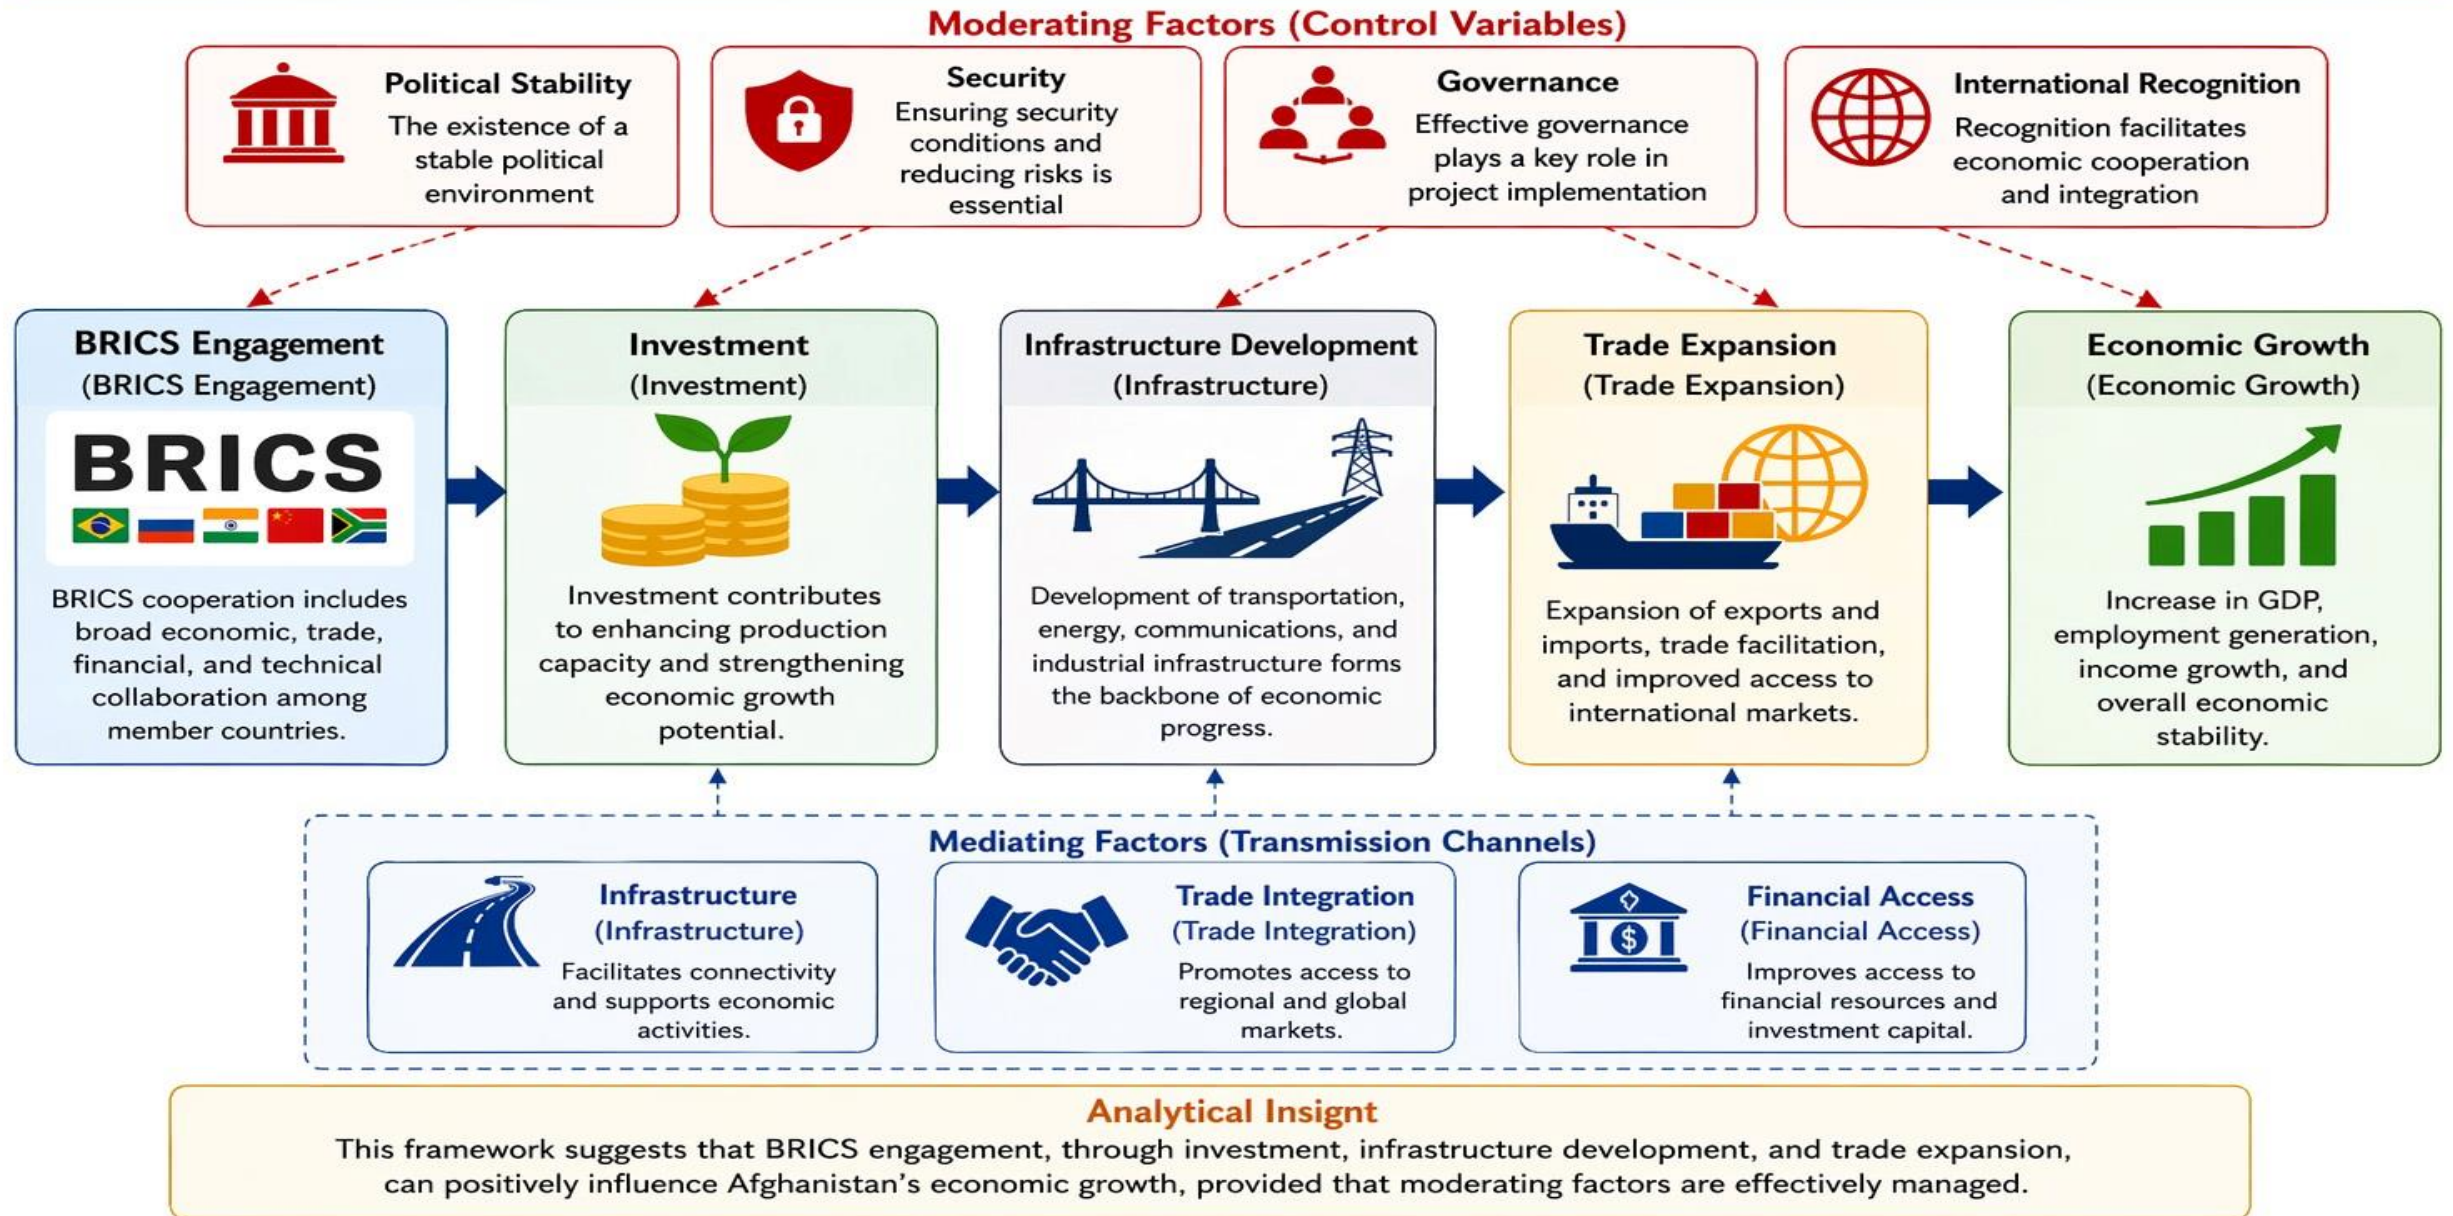 Moderating Factors (Control Variables)
Political Stability
The existence of a
stable political
environment
Security
Ensuring security
conditions and
reducing risks is
essential
Governance
Effective governance
plays a key role in
project implementation
International Recognition
Recognition facilitates
economic cooperation
and integration
BRICS Engagement
(BRICS Engagement)
BRICS
BRICS cooperation includes
broad economic, trade,
financial, and technical
collaboration among
member countries.
Investment
(Investment)
Investment contributes
to enhancing production
capacity and strengthening
economic growth
potential.
Infrastructure Development
(Infrastructure)
Development of transportation,
energy, communications, and
industrial infrastructure forms
the backbone of economic
progress.
Trade Expansion
(Trade Expansion)
Expansion of exports and
imports, trade facilitation,
and improved access to
international markets.
Economic Growth
(Economic Growth)
Increase in GDP,
employment generation,
income growth, and
overall economic
stability.
Mediating Factors (Transmission Channels)
Infrastructure
(Infrastructure)
Facilitates connectivity
and supports economic
activities.
Trade Integration
(Trade Integration)
Promotes access to
regional and global
markets.
$
Financial Access
(Financial Access)
Improves access to
financial resources and
investment capital.
Analytical Insignt
This framework suggests that BRICS engagement, through investment, infrastructure development, and trade expansion,
can positively influence Afghanistan's economic growth, provided that moderating factors are effectively managed.